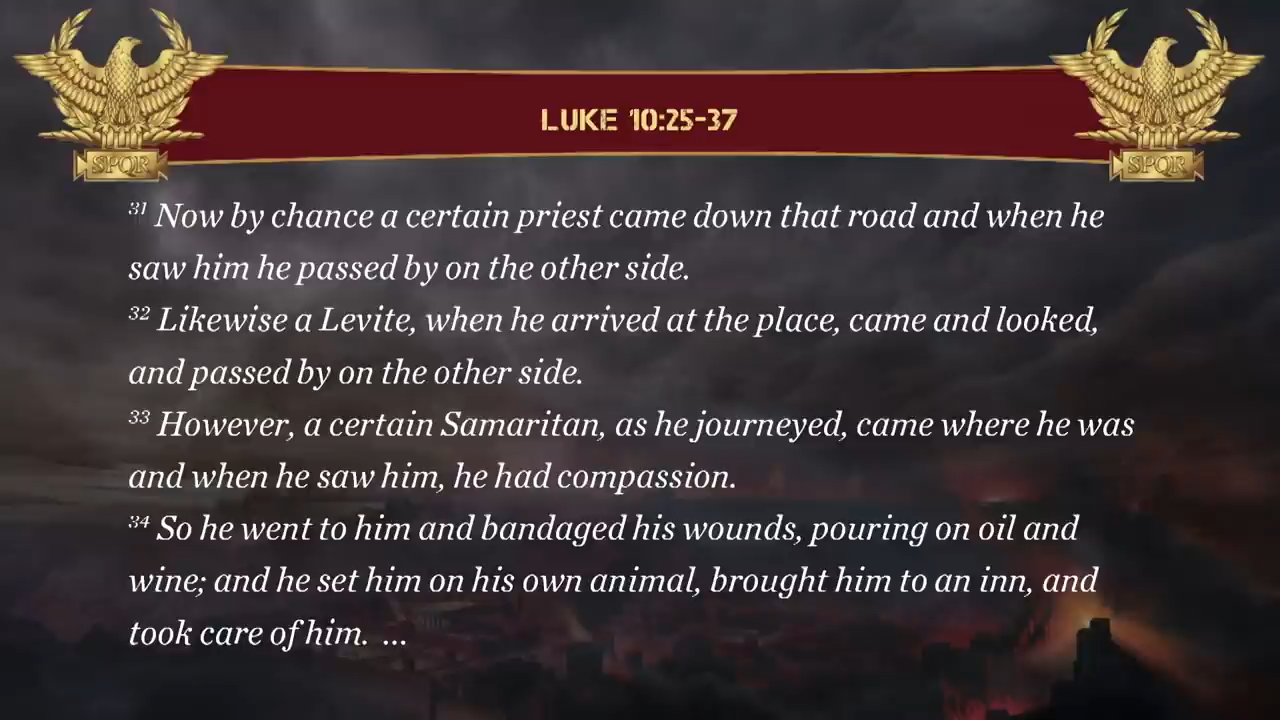 LUKE 10:25-37
SPQR
SPQR
³¹ Now by chance a certain priest came down that road and when he
saw him he passed by on the other side.
³² Likewise a Levite, when he arrived at the place, came and looked,
and passed by on the other side.
³³ However, a certain Samaritan, as he journeyed, came where he was
and when he saw him, he had compassion.
³⁴ So he went to him and bandaged his wounds, pouring on oil and
wine; and he set him on his own animal, brought him to an inn, and
took care of him. ...